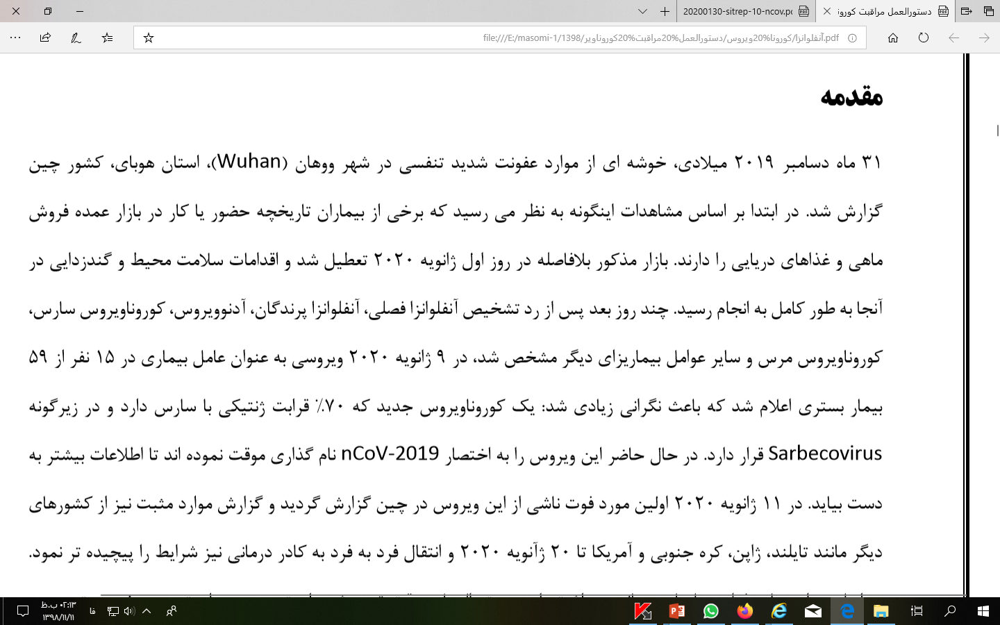 دستورالعمل مراقبت کورونا
20200130-sitrep-10-ncov.p
file:///E:/masomi-1/1398/آنفلوانزا/کورونا%20ویروس/دستورالعمل%20مراقبت%20کوروناویر.pdf
مقدمه
۳۱ ماه دسامبر ۲۰۱۹ میلادی، خوشه ای از موارد عفونت شدید تنفسی در شهر ووهان (Wuhan)، استان هوبای، کشور چین
گزارش شد. در ابتدا بر اساس مشاهدات اینگونه به نظر می رسید که برخی از بیماران تاریخچه حضور یا کار در بازار عمده فروش
ماهی و غذاهای دریایی را دارند. بازار مذکور بلافاصله در روز اول ژانویه ۲۰۲۰ تعطیل شد و اقدامات سلامت محیط و گندزدایی در
آنجا به طور کامل به انجام رسید. چند روز بعد پس از رد تشخیص آنفلوانزا فصلی، آنفلوانزا پرندگان، آدنوویروس، کوروناویروس سارس،
کوروناویروس مرس و سایر عوامل بیماریزای دیگر مشخص شد، در ۹ ژانویه ۲۰۲۰ ویروسی به عنوان عامل بیماری در ۱۵ نفر از ۵۹
بیمار بستری اعلام شد که باعث نگرانی زیادی شد: یک کوروناویروس جدید که ۷۰٪ قرابت ژنتیکی با سارس دارد و در زیرگونه
Sarbecovirus قرار دارد. در حال حاضر این ویروس را به اختصار nCoV-2019 نام گذاری موقت نموده اند تا اطلاعات بیشتر به
دست بیاید. در ۱۱ ژانویه ۲۰۲۰ اولین مورد فوت ناشی از این ویروس در چین گزارش گردید و گزارش موارد مثبت نیز از کشورهای
دیگر مانند تایلند، ژاپن، کره جنوبی و آمریکا تا ۲۰ ژآنویه ۲۰۲۰ و انتقال فرد به فرد به کادر درمانی نیز شرایط را پیچیده تر نمود.
فا
۰۲:۱۳ ب.ظ
۱۳۹۸/۱۱/۱۱